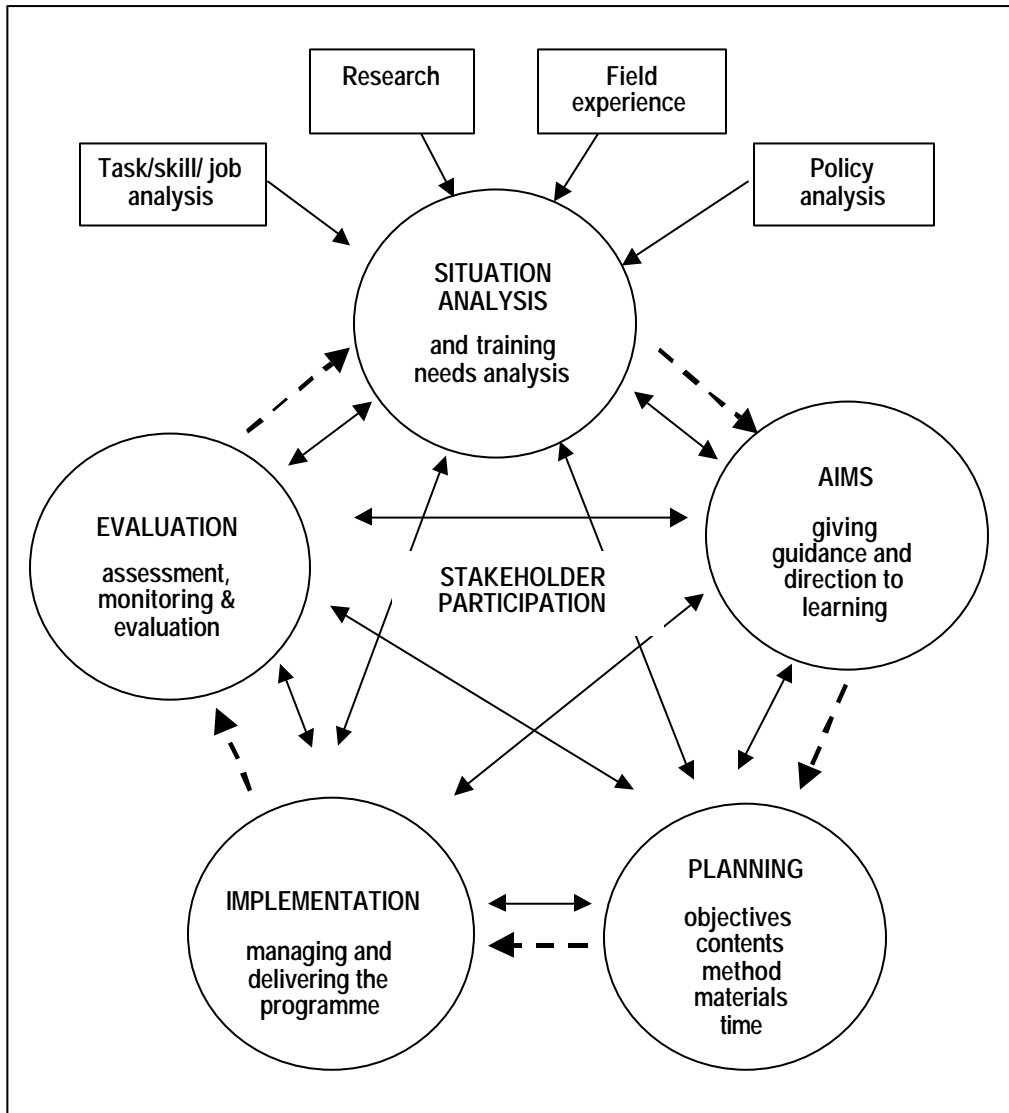 Research
Field
experience
Task/skill/ job
analysis
Policy
analysis
SITUATION
ANALYSIS
and training
needs analysis
EVALUATION
assessment,
monitoring &
evaluation
STAKEHOLDER
PARTICIPATION
AIMS
giving
guidance and
direction to
learning
IMPLEMENTATION
managing and
delivering the
programme
PLANNING
objectives
contents
method
materials
time